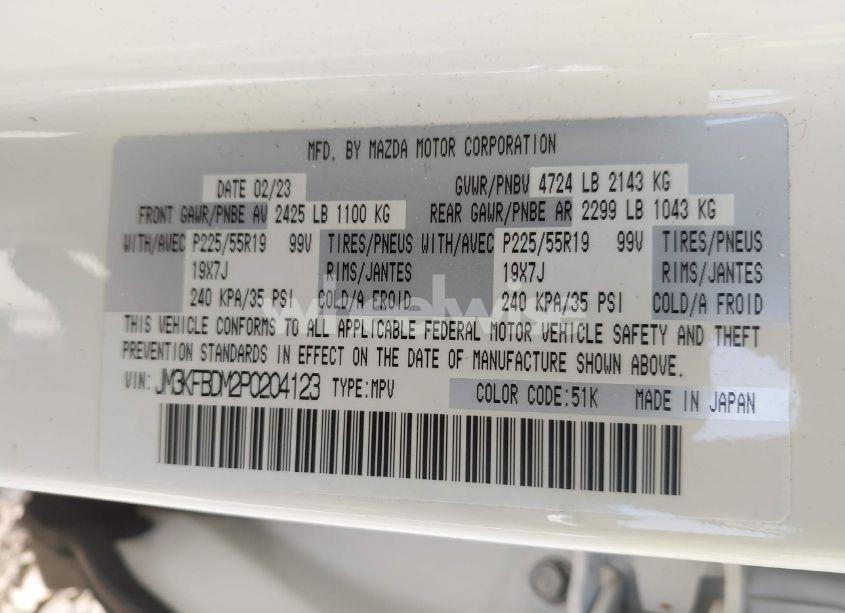 MFD. BY MAZDA MOTOR CORPORATION
DATE 02/23 GVWR/PNBV 4724 LB 2143 KG
FRONT GAWR/PNBE AV 2425 LB 1100 KG REAR GAWR/PNBE AR 2299 LB 1043 KG
WITH/AVEC P225/55R19 99V TIRES/PNEUS WITH/AVEC P225/55R19 99V TIRES/PNEUS
19X7J RIMS/JANTES 19X7J RIMS/JANTES
240 KPA/35 PSI COLD/A FROID 240 KPA/35 PSI COLD/A FROID
wheelwise
THIS VEHICLE CONFORMS TO ALL APPLICABLE FEDERAL MOTOR VEHICLE SAFETY AND THEFT
PREVENTION STANDARDS IN EFFECT ON THE DATE OF MANUFACTURE SHOWN ABOVE.
VIN: JM3KFBDM2P0204123 TYPE:MPV COLOR CODE:51K MADE IN JAPAN